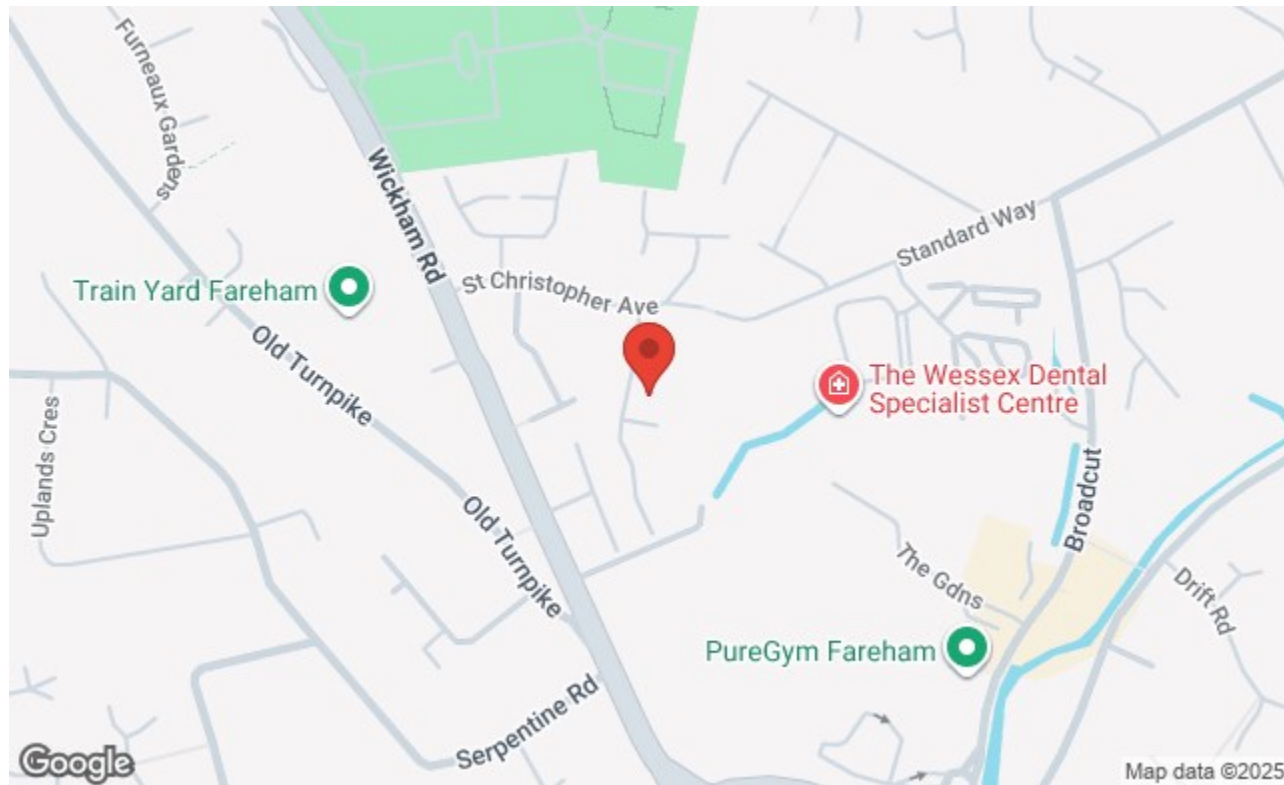 Furneaux Gardens
St
Wickham Rd
Standard Way
St Christopher Ave
Train Yard Fareham
Old Turnpike
The Wessex Dental
Specialist Centre
Uplands Cres
Old Turnpike
Broadcut
The Gdns
Drift Rd
PureGym Fareham
Serpentine Rd
Google
Map data ©2025